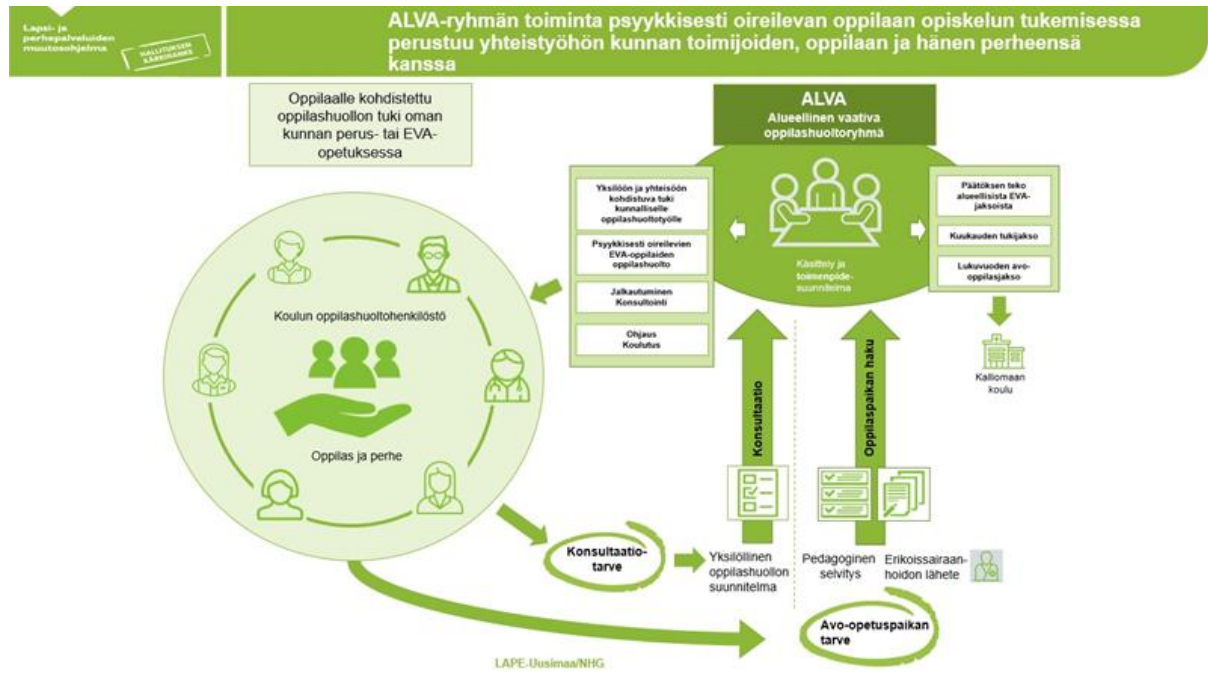 Lapsi- ja
perhepalveluiden
muutosohjelma
HALLITUKSEN
KÄRKIHANKE
ALVA-ryhmän toiminta psyykkisesti oireilevan oppilaan opiskelun tukemisessa
perustuu yhteistyöhön kunnan toimijoiden, oppilaan ja hänen perheensä
kanssa
Oppilaalle kohdistettu
oppilashuollon tuki oman
kunnan perus- tai EVA-
opetuksessa
Koulun oppilashuoltohenkilöstö
Oppilas ja perhe
ALVA
Alueellinen vaativa
oppilashuoltoryhmä
Käsittely ja
toimenpide-
suunnitelma
Yksilöön ja yhteisöön
kohdistuva tuki
kunnalliselle
oppilashuoltotyölle
Psyykkisesti oireilevien
EVA-oppilaiden
oppilashuolto
Jalkautuminen
Konsultointi
Ohjaus
Koulutus
Päätöksen teko
alueellisista EVA-
jaksoista
Kuukauden tukijakso
Lukuvuoden avo-
oppilasjakso
Kalliomaan
koulu
Konsultaatio
Oppilaspaikan haku
Konsultaatio-
tarve
Yksilöllinen
oppilashuollon
suunnitelma
Pedagoginen
selvitys
Erikoissairaan-
hoidon lähete
Avo-opetuspaikan
tarve
LAPE-Uusimaa/NHG